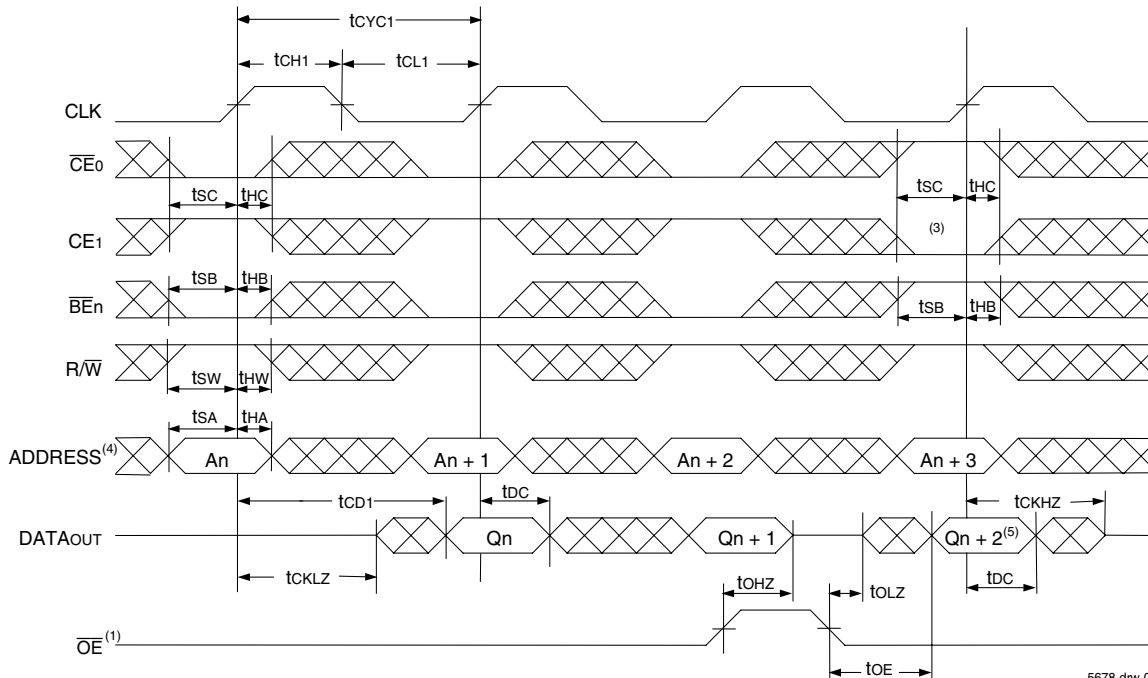 tCYC1
tCH1 tCL1
CLK
CE0
tSC tHC tSC tHC
CE1 (3)
tSB tHB
BEn
tSB tHB
R/W
tSW tHW
tSA tHA
ADDRESS(4) An An + 1 An + 2 An + 3
tCD1 tDC tCKHZ
DATAOUT Qn Qn + 1 Qn + 2(5)
tCKLZ tOHZ tOLZ tDC
OE(1)
tOE